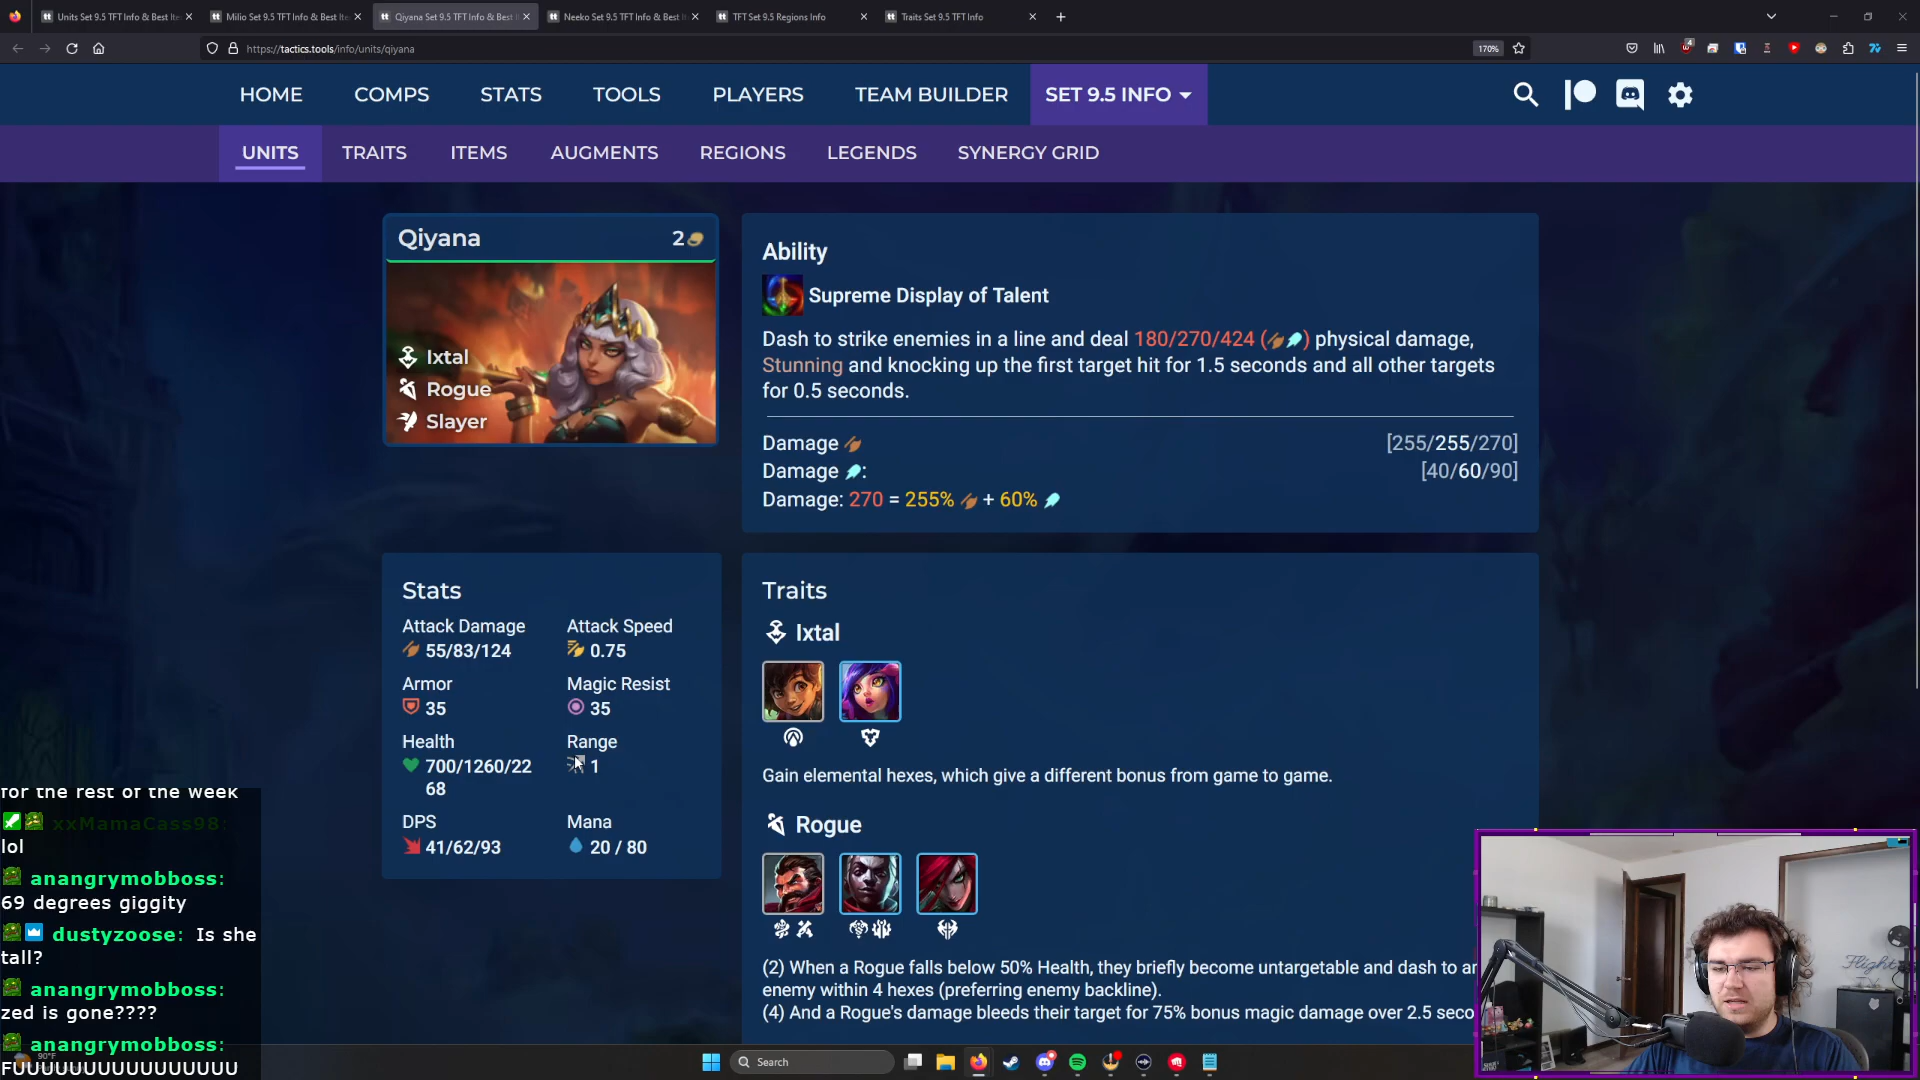 Units Set 9.5 TFT Info & Best Ite
Milio Set 9.5 TFT Info & Best Ite
Qiyana Set 9.5 TFT Info & Best I
Neeko Set 9.5 TFT Info & Best It
TFT Set 9.5 Regions Info
Traits Set 9.5 TFT Info
https://tactics.tools/info/units/qiyana
170%
4
HOME
COMPS
STATS
TOOLS
PLAYERS
TEAM BUILDER
SET 9.5 INFO
UNITS
TRAITS
ITEMS
AUGMENTS
REGIONS
LEGENDS
SYNERGY GRID
Qiyana 2
Ixtal
Rogue
Slayer
Ability
Supreme Display of Talent
Dash to strike enemies in a line and deal 180/270/424 () physical damage,
Stunning and knocking up the first target hit for 1.5 seconds and all other targets
for 0.5 seconds.
Damage [255/255/270]
Damage : [40/60/90]
Damage: 270 = 255% + 60%
Stats
Attack Damage
55/83/124
Attack Speed
0.75
Armor
35
Magic Resist
35
Health
700/1260/22
68
Range
1
DPS
41/62/93
Mana
20 / 80
Traits
Ixtal
Gain elemental hexes, which give a different bonus from game to game.
Rogue
(2) When a Rogue falls below 50% Health, they briefly become untargetable and dash to an
enemy within 4 hexes (preferring enemy backline).
(4) And a Rogue's damage bleeds their target for 75% bonus magic damage over 2.5 seco
for the rest of the week
xxMamaCass98:
lol
anangrymobboss:
69 degrees giggity
dustyzoose: Is she
tall?
anangrymobboss:
zed is gone????
anangrymobboss:
FUUUUUUUUUUUUUUUUU
90°F
Search
Flight